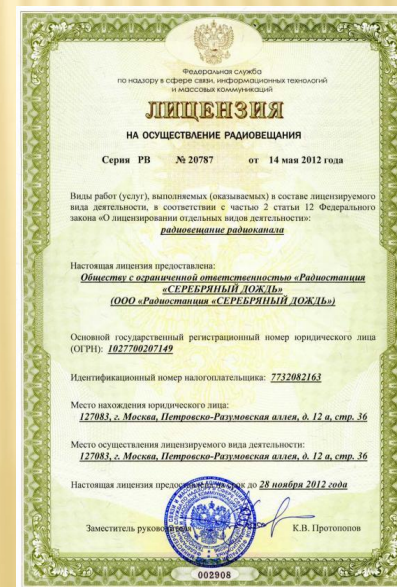 Федеральная служба
по надзору в сфере связи, информационных технологий
и массовых коммуникаций
ЛИЦЕНЗИЯ
НА ОСУЩЕСТВЛЕНИЕ РАДИОВЕЩАНИЯ
Серия РВ № 20787 от 14 мая 2012 года
Виды работ (услуг), выполняемых (оказываемых) в составе лицензируемого
вида деятельности, в соответствии с частью 2 статьи 12 Федерального
закона «О лицензировании отдельных видов деятельности»:
радиовещание радиоканала
Настоящая лицензия предоставлена:
Обществу с ограниченной ответственностью «Радиостанция
«СЕРЕБРЯНЫЙ ДОЖДЬ»
(ООО «Радиостанция «СЕРЕБРЯНЫЙ ДОЖДЬ»)
Основной государственный регистрационный номер юридического лица
(ОГРН): 1027700207149
Идентификационный номер налогоплательщика: 7732082163
Место нахождения юридического лица:
127083, г. Москва, Петровско-Разумовская аллея, д. 12 а, стр. 36
Место осуществления лицензируемого вида деятельности:
127083, г. Москва, Петровско-Разумовская аллея, д. 12 а, стр. 36
Настоящая лицензия предоставлена на срок до 28 ноября 2012 года
Заместитель руководителя К.В. Протопопов
002908